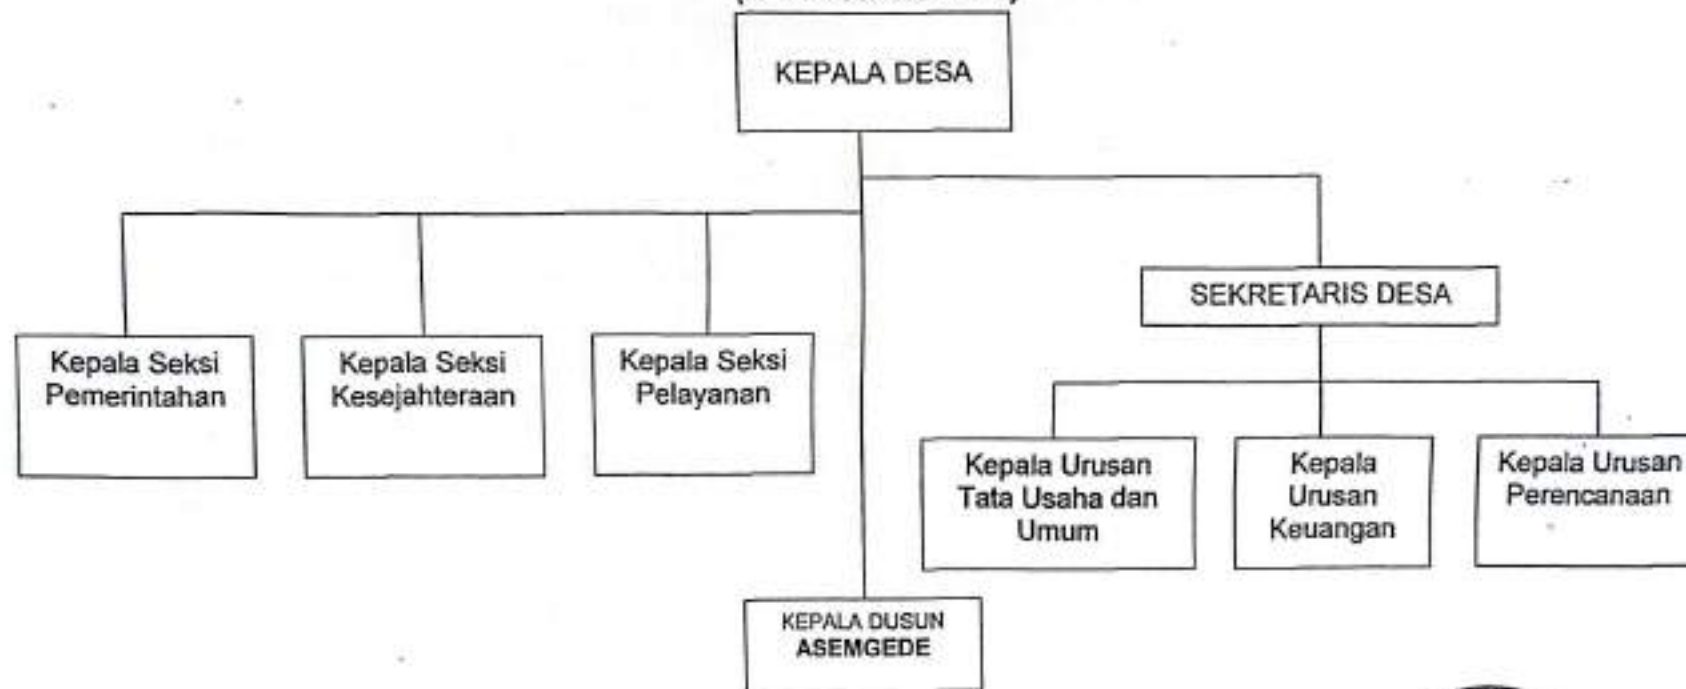 KEPALA DESA
SEKRETARIS DESA
Kepala Seksi
Pemerintahan
Kepala Seksi
Kesejahteraan
Kepala Seksi
Pelayanan
Kepala Urusan
Tata Usaha dan
Umum
Kepala
Urusan
Keuangan
Kepala Urusan
Perencanaan
KEPALA DUSUN
ASEMGEDE